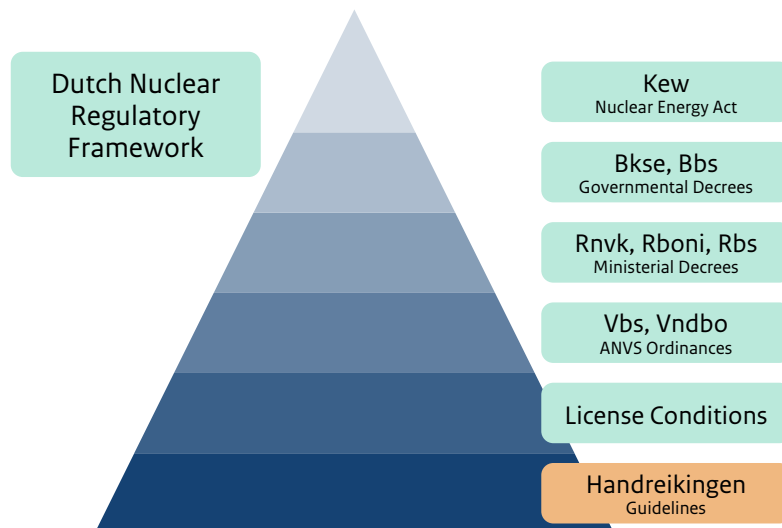 Dutch Nuclear
Regulatory
Framework
Kew
Nuclear Energy Act
Bkse, Bbs
Governmental Decrees
Rnvk, Rboni, Rbs
Ministerial Decrees
Vbs, Vndbo
ANVS Ordinances
License Conditions
Handreikingen
Guidelines